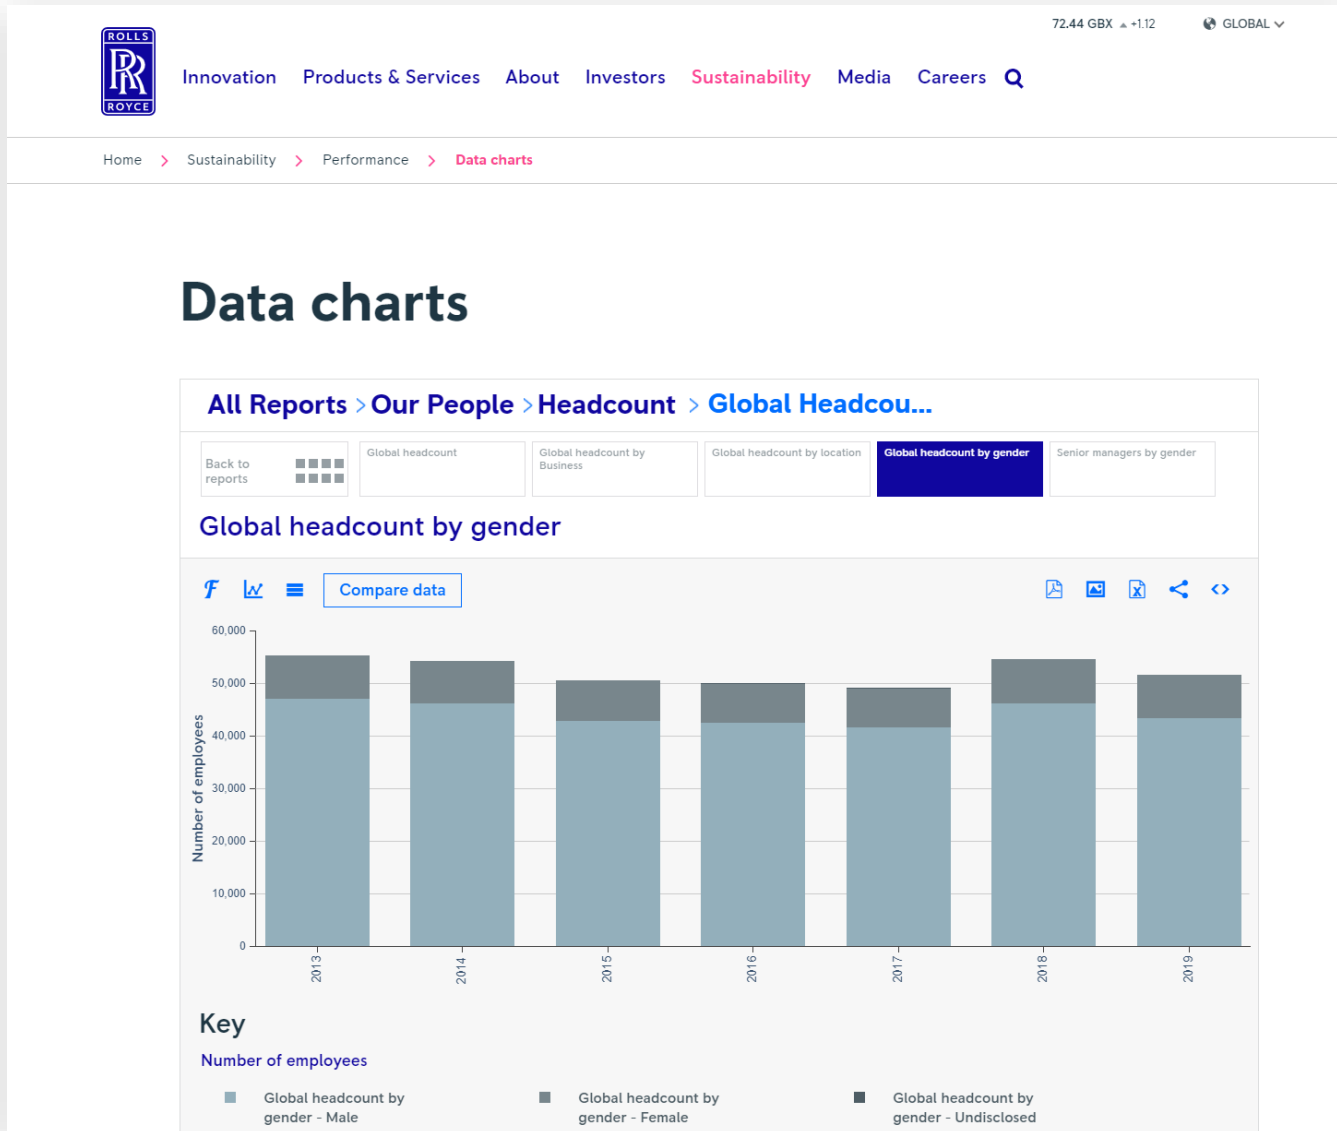 72.44 GBX ▲ +1.12 GLOBAL
ROLLS
RR
ROYCE
Innovation Products & Services About Investors Sustainability Media Careers
Home > Sustainability > Performance > Data charts
Data charts
All Reports > Our People > Headcount > Global Headcou...
Back to
reports
Global headcount
Global headcount by
Business
Global headcount by location
Global headcount by gender
Senior managers by gender
Global headcount by gender
Compare data
60,000
50,000
40,000
30,000
20,000
10,000
0
Number of employees
2013 2014 2015 2016 2017 2018 2019
Key
Number of employees
Global headcount by
gender - Male
Global headcount by
gender - Female
Global headcount by
gender - Undisclosed